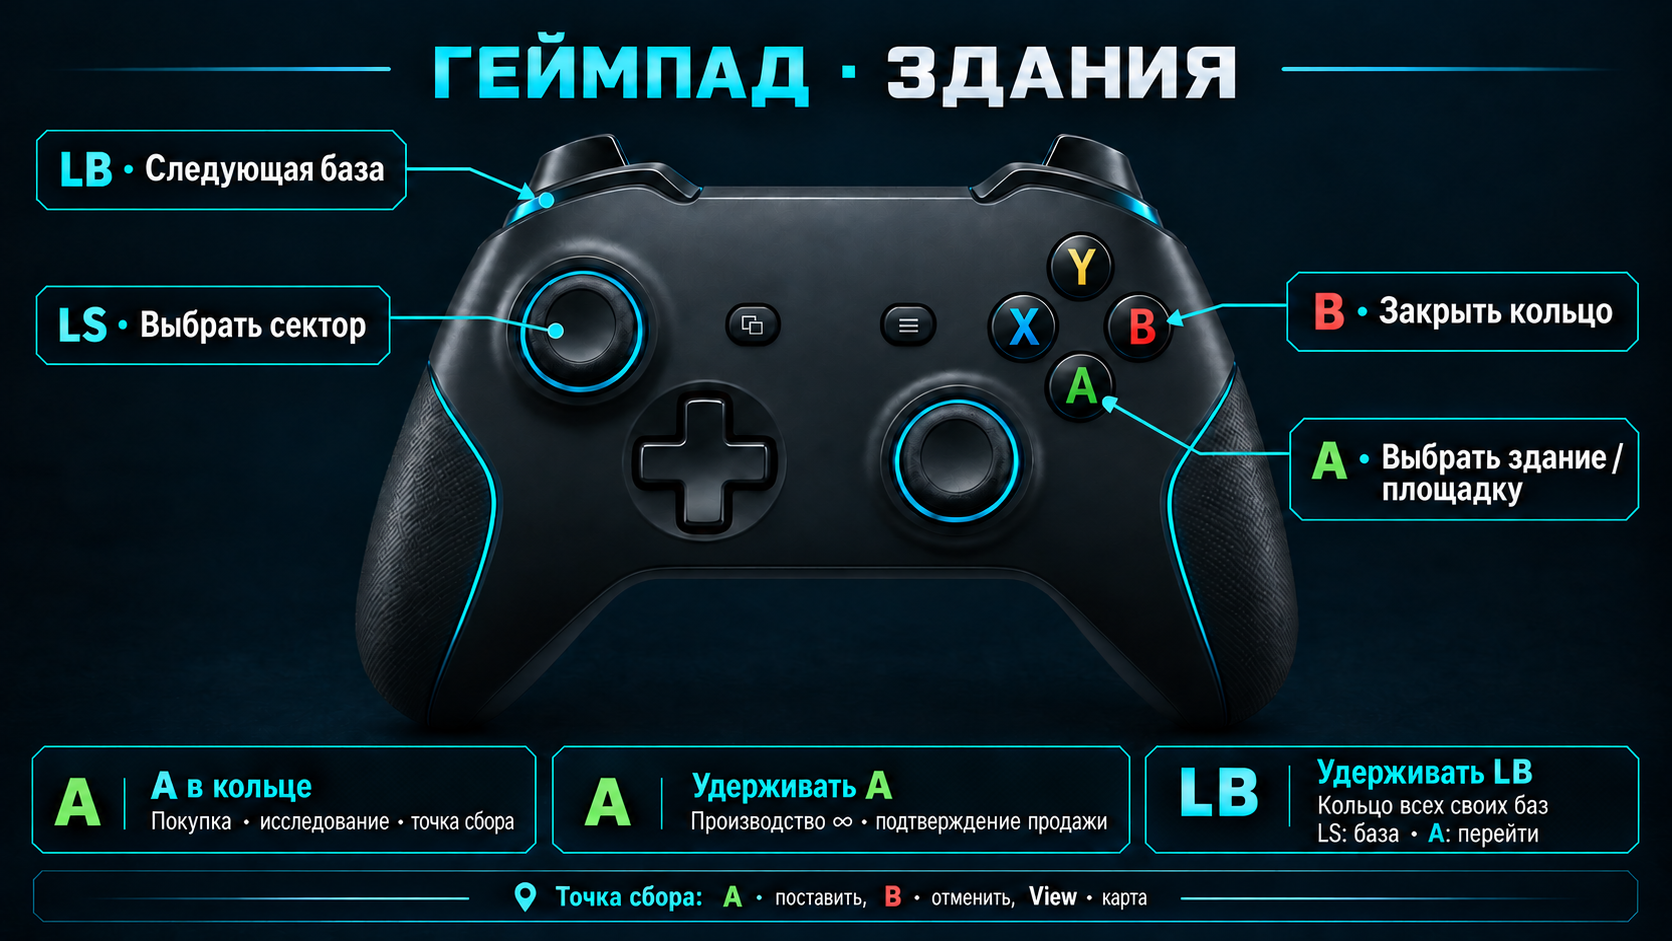 ГЕЙМПАД · ЗДАНИЯ
LB · Следующая база
LS · Выбрать сектор
Y
X
B
A
B · Закрыть кольцо
A · Выбрать здание /
площадку
A
A в кольце
Покупка · исследование · точка сбора
A
Удерживать A
Производство ∞ · подтверждение продажи
LB
Удерживать LB
Кольцо всех своих баз
LS: база · A: перейти
Точка сбора: A · поставить, B · отменить, View · карта